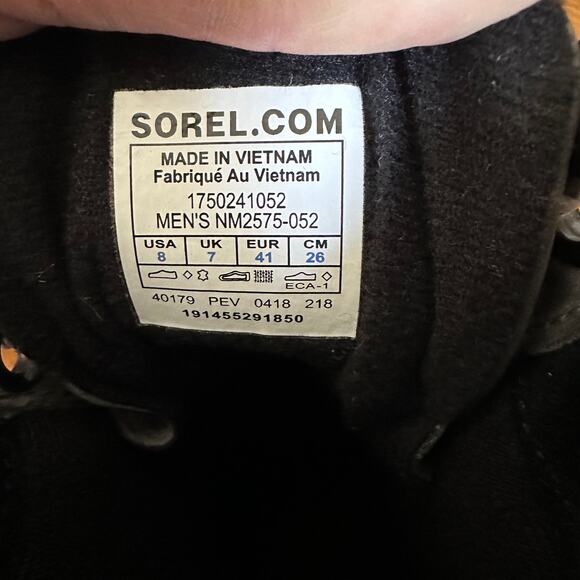 SOREL.COM
MADE IN VIETNAM
Fabriqué Au Vietnam
1750241052
MEN'S NM2575-052
USA UK EUR CM
8 7 41 26
ECA-1
40179 PEV 0418 218
191455291850